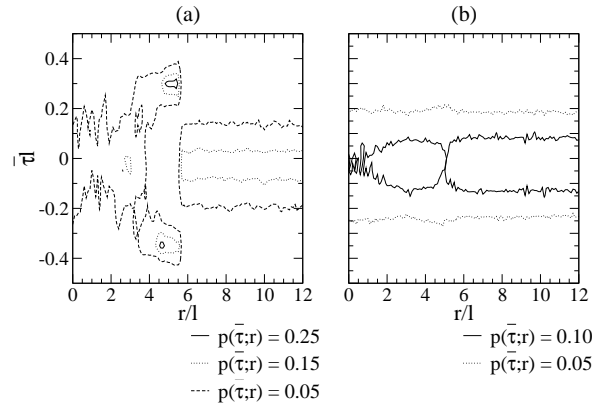 (a) (b)
0.4
0.2
τ̄l 0
-0.2
-0.4
0 2 4 6 8 10 12 0 2 4 6 8 10 12
r/l r/l
p(τ̄;r) = 0.25 p(τ̄;r) = 0.10
p(τ̄;r) = 0.15 p(τ̄;r) = 0.05
p(τ̄;r) = 0.05